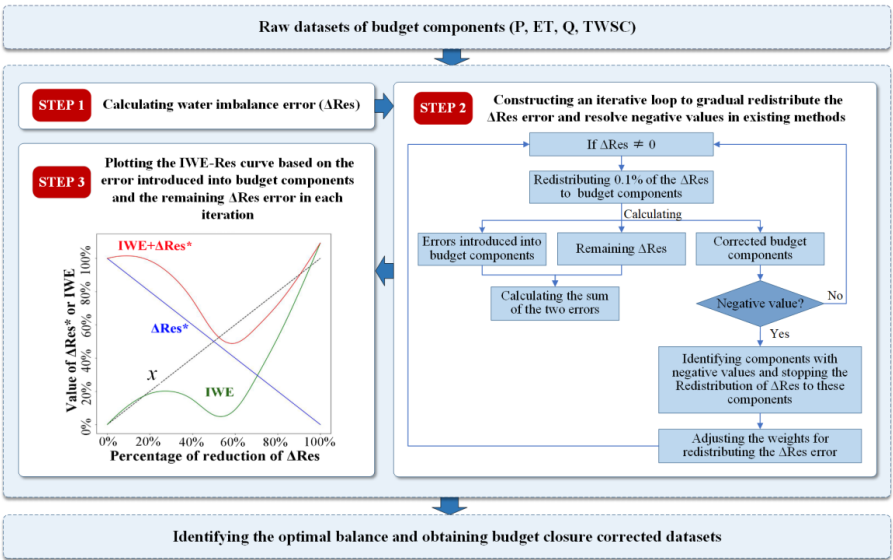 Raw datasets of budget components (P, ET, Q, TWSC)
STEP 1
Calculating water imbalance error (ΔRes)
STEP 2
Constructing an iterative loop to gradual redistribute the
ΔRes error and resolve negative values in existing methods
If ΔRes ≠ 0
Redistributing 0.1% of the ΔRes
to budget components
Calculating
Errors introduced into
budget components
Remaining ΔRes
Corrected budget
components
Calculating the sum
of the two errors
Negative value?
No
Yes
Identifying components with
negative values and stopping the
Redistribution of ΔRes to these
components
Adjusting the weights for
redistributing the ΔRes error
STEP 3
Plotting the IWE-Res curve based on the
error introduced into budget components
and the remaining ΔRes error in each
iteration
IWE+ΔRes*
ΔRes*
x
IWE
Value of ΔRes* or IWE
0% 20% 40% 60% 80% 100%
0% 20% 40% 60% 80% 100%
Percentage of reduction of ΔRes
Identifying the optimal balance and obtaining budget closure corrected datasets